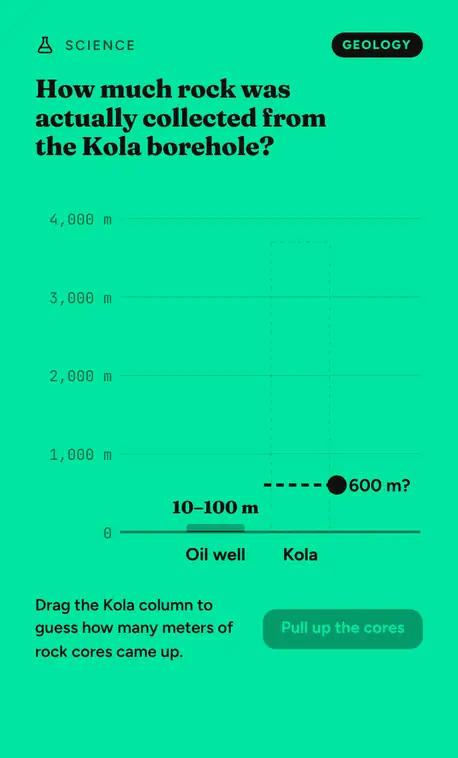 SCIENCE
GEOLOGY
How much rock was
actually collected from
the Kola borehole?
4,000 m
3,000 m
2,000 m
1,000 m
600 m?
10–100 m
0
Oil well
Kola
Drag the Kola column to
guess how many meters of
rock cores came up.
Pull up the cores